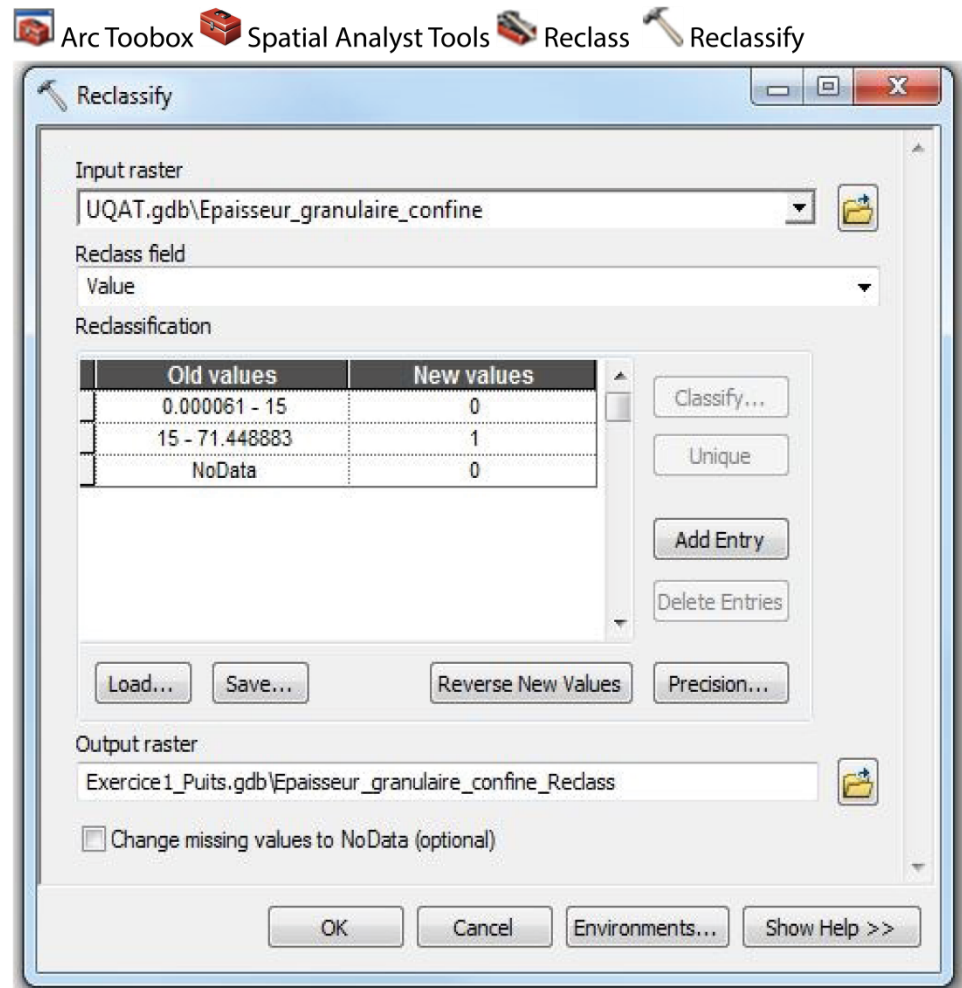 Arc Toobox Spatial Analyst Tools Reclass Reclassify
Reclassify
Input raster
UQAT.gdb\Epaisseur_granulaire_confine
Reclass field
Value
Reclassification
Old values New values
0.000061 - 15 0
15 - 71.448883 1
NoData 0
Classify...
Unique
Add Entry
Delete Entries
Load... Save... Reverse New Values Precision...
Output raster
Exercice1_Puits.gdb\Epaisseur_granulaire_confine_Reclass
Change missing values to NoData (optional)
OK Cancel Environments... Show Help >>